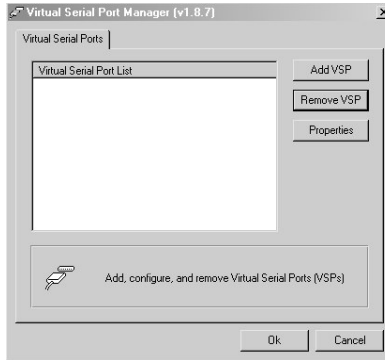 Virtual Serial Port Manager (v1.8.7)
Virtual Serial Ports
Virtual Serial Port List
Add VSP
Remove VSP
Properties
Add, configure, and remove Virtual Serial Ports (VSPs)
Ok
Cancel